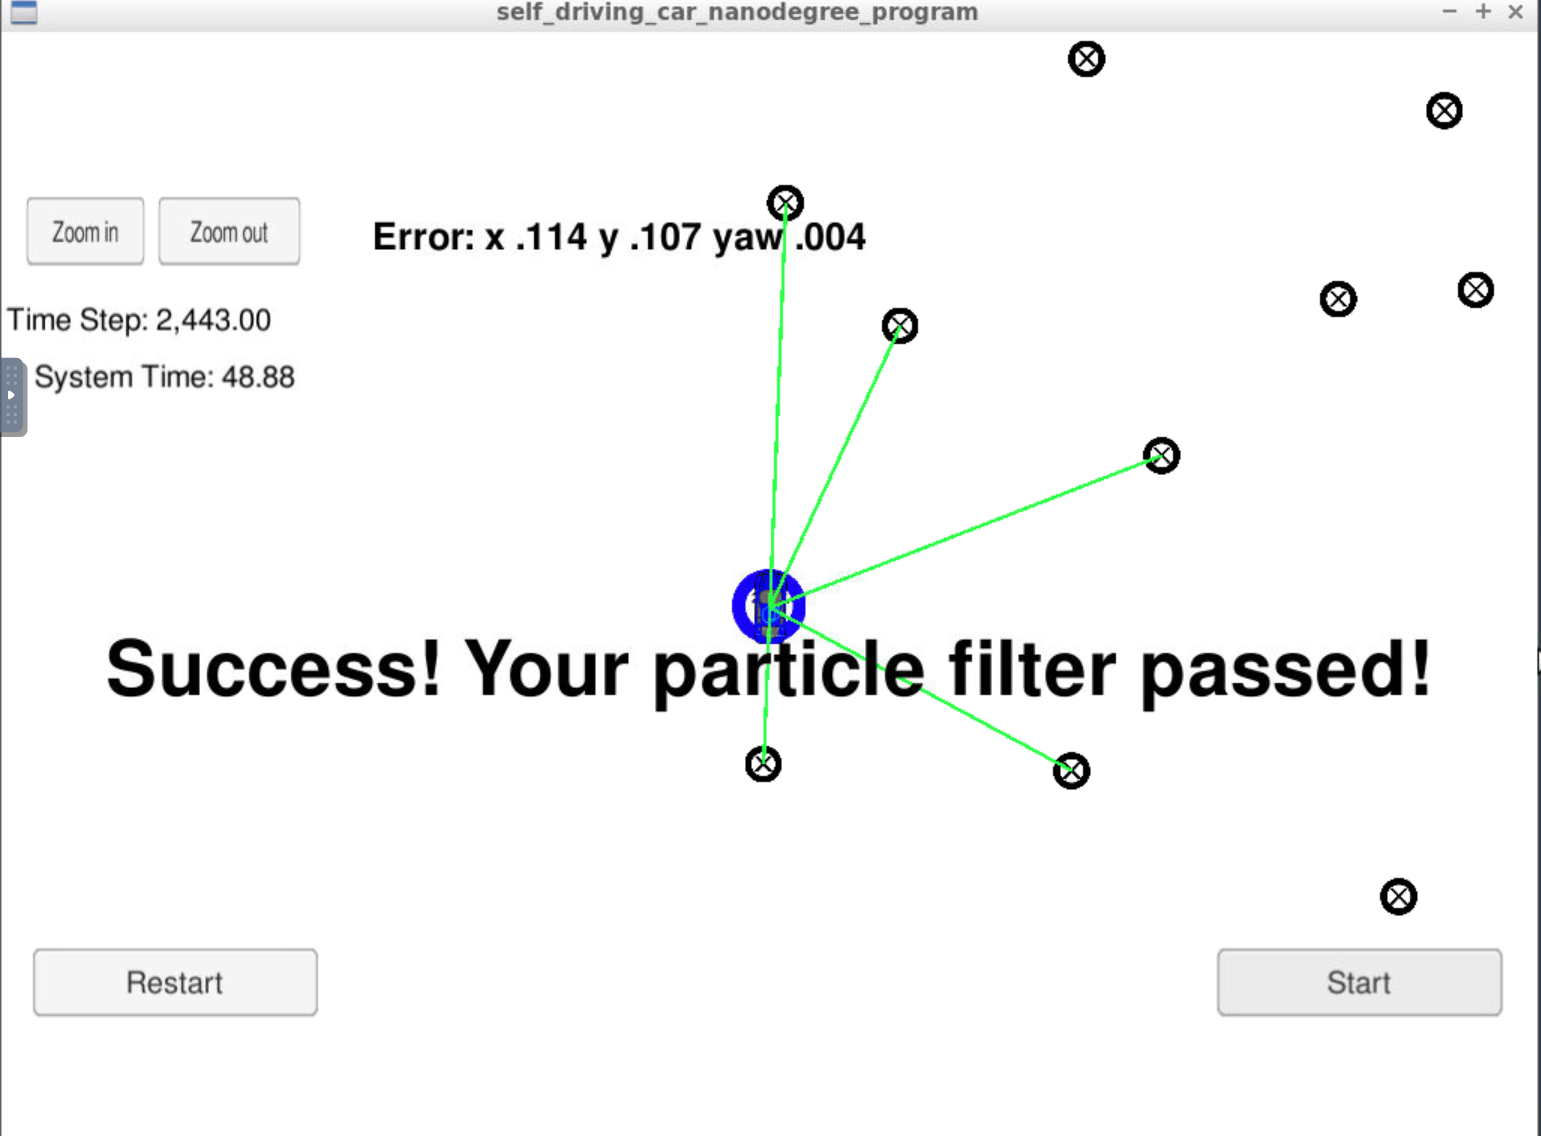 self_driving_car_nanodegree_program
Zoom in
Zoom out
Error: x .114 y .107 yaw .004
Time Step: 2,443.00
System Time: 48.88
Success! Your particle filter passed!
Restart
Start